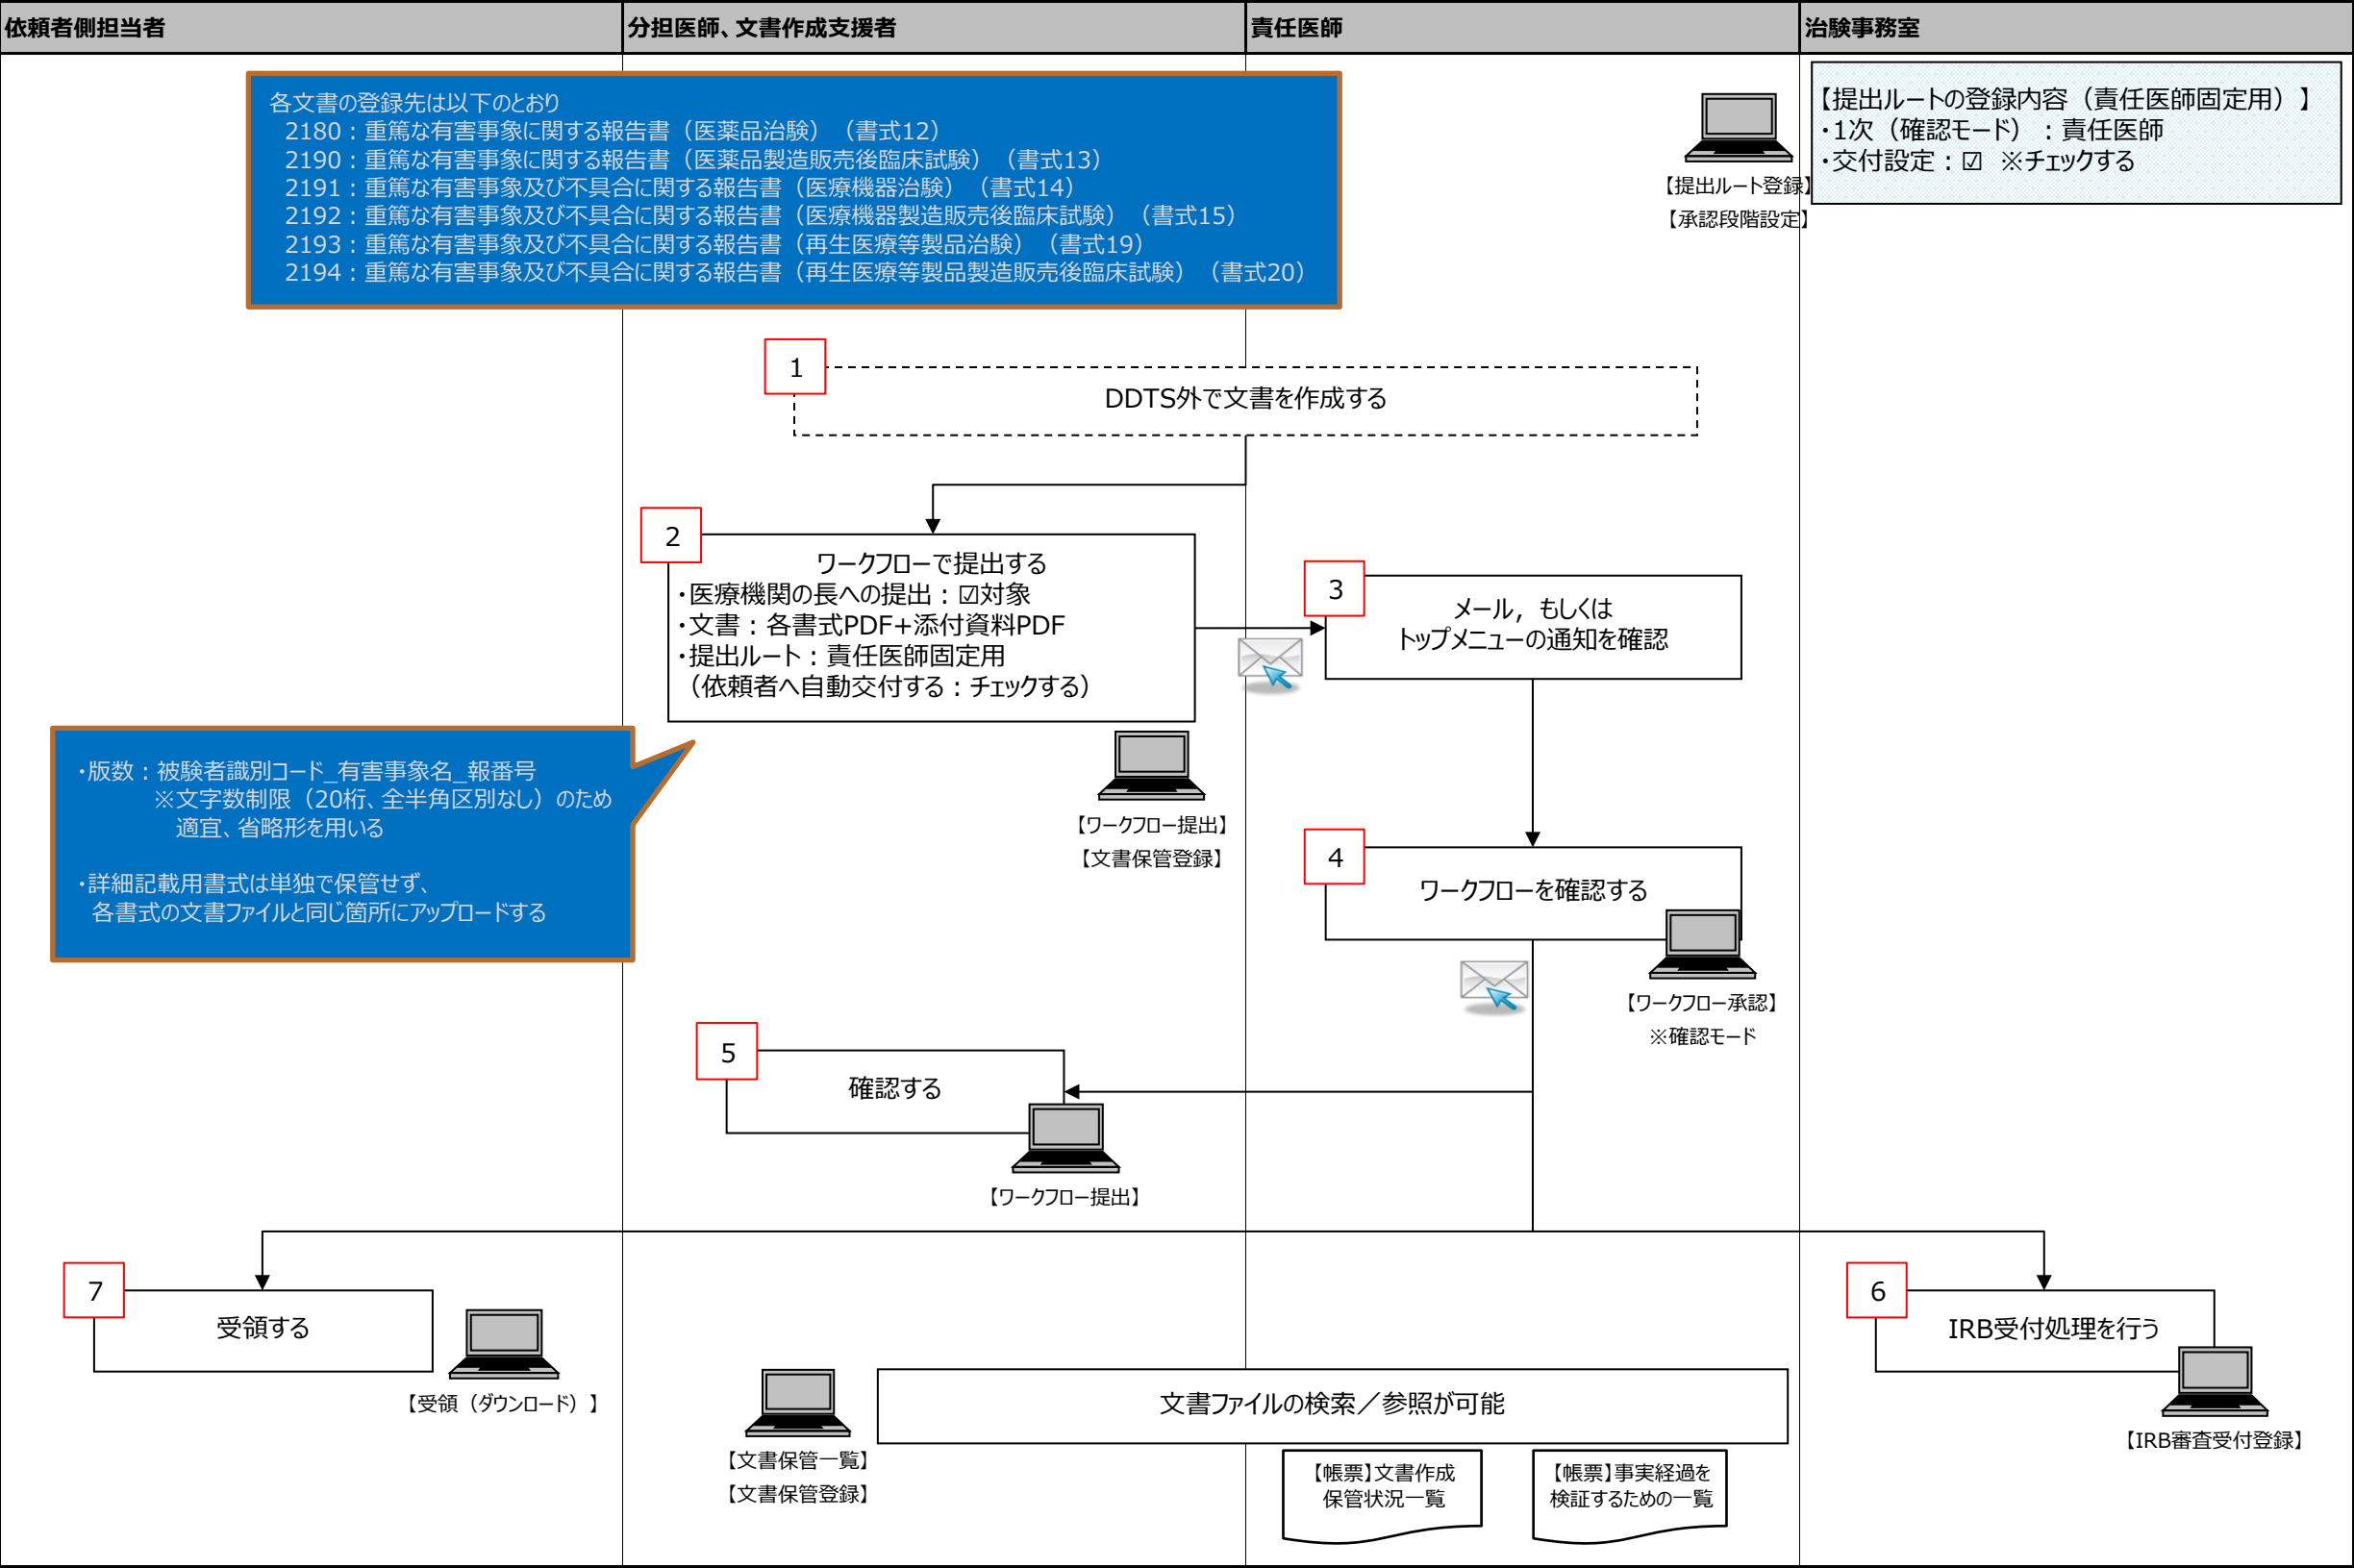 依頼者側担当者
分担医師、文書作成支援者
責任医師
治験事務室
各文書の登録先は以下のとおり
2180：重篤な有害事象に関する報告書（医薬品治験）（書式12）
2190：重篤な有害事象に関する報告書（医薬品製造販売後臨床試験）（書式13）
2191：重篤な有害事象及び不具合に関する報告書（医療機器治験）（書式14）
2192：重篤な有害事象及び不具合に関する報告書（医療機器製造販売後臨床試験）（書式15）
2193：重篤な有害事象及び不具合に関する報告書（再生医療等製品治験）（書式19）
2194：重篤な有害事象及び不具合に関する報告書（再生医療等製品製造販売後臨床試験）（書式20）
【提出ルート登録】
【承認段階設定】
【提出ルートの登録内容（責任医師固定用）】
・1次（確認モード）：責任医師
・交付設定：☑ ※チェックする
1
DDTS外で文書を作成する
2
ワークフローで提出する
・医療機関の長への提出：☑対象
・文書：各書式PDF+添付資料PDF
・提出ルート：責任医師固定用
（依頼者へ自動交付する：チェックする）
【ワークフロー提出】
【文書保管登録】
3
メール，もしくは
トップメニューの通知を確認
・版数：被験者識別コード_有害事象名_報番号
※文字数制限（20桁、全半角区別なし）のため
適宜、省略形を用いる
・詳細記載用書式は単独で保管せず、
各書式の文書ファイルと同じ箇所にアップロードする
4
ワークフローを確認する
【ワークフロー承認】
※確認モード
5
確認する
【ワークフロー提出】
7
受領する
【受領（ダウンロード）】
6
IRB受付処理を行う
【IRB審査受付登録】
文書ファイルの検索／参照が可能
【文書保管一覧】
【文書保管登録】
【帳票】文書作成
保管状況一覧
【帳票】事実経過を
検証するための一覧